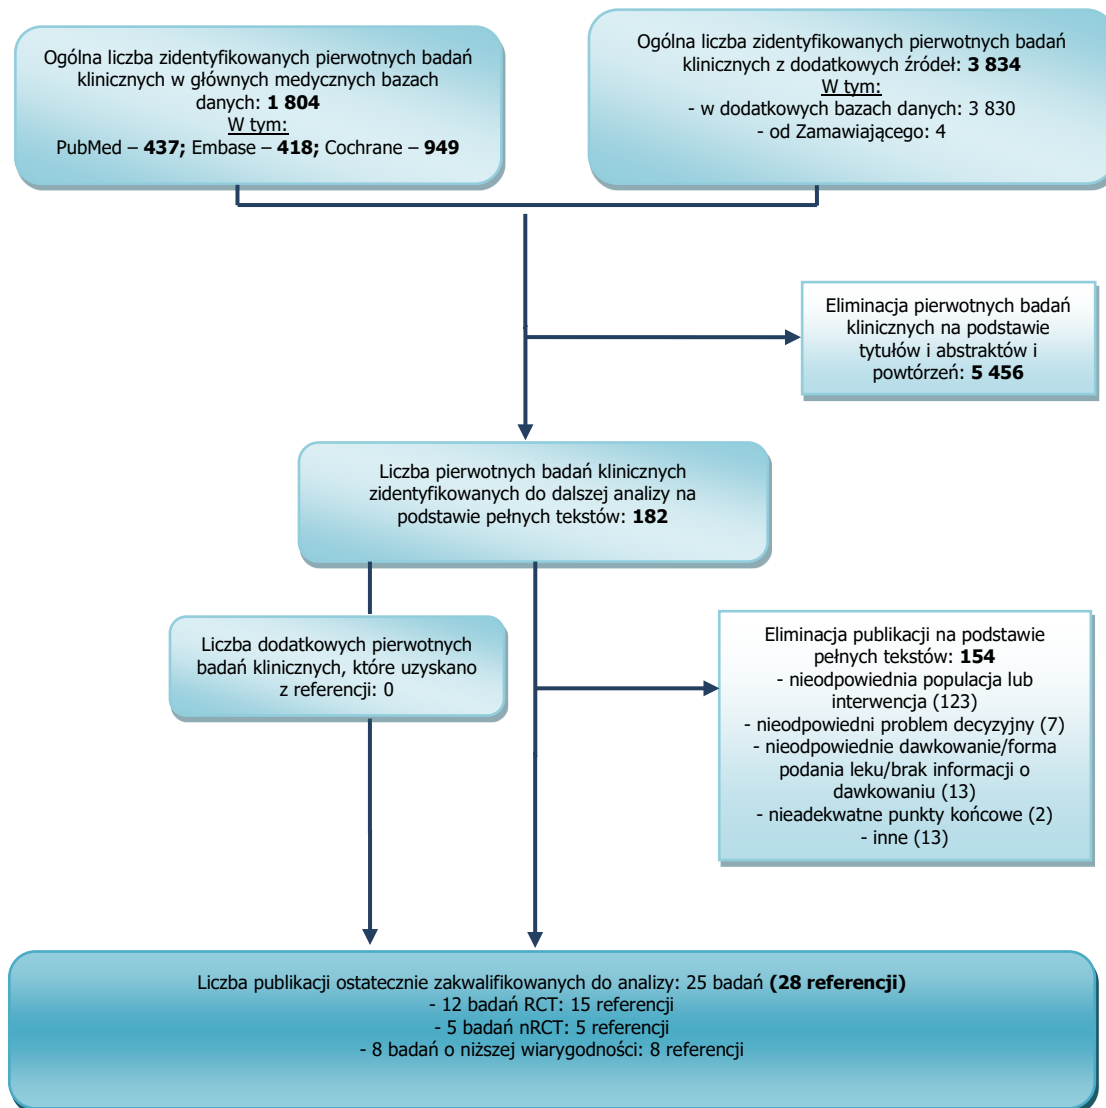 Ogólna liczba zidentyfikowanych pierwotnych badań
klinicznych w głównych medycznych bazach
danych: 1 804
W tym:
PubMed – 437; Embase – 418; Cochrane – 949
Ogólna liczba zidentyfikowanych pierwotnych badań
klinicznych z dodatkowych źródeł: 3 834
W tym:
- w dodatkowych bazach danych: 3 830
- od Zamawiającego: 4
Eliminacja pierwotnych badań
klinicznych na podstawie
tytułów i abstraktów i
powtórzeń: 5 456
Liczba pierwotnych badań klinicznych
zidentyfikowanych do dalszej analizy na
podstawie pełnych tekstów: 182
Liczba dodatkowych pierwotnych
badań klinicznych, które uzyskano
z referencji: 0
Eliminacja publikacji na podstawie
pełnych tekstów: 154
- nieodpowiednia populacja lub
interwencja (123)
- nieodpowiedni problem decyzyjny (7)
- nieodpowiednie dawkowanie/forma
podania leku/brak informacji o
dawkowaniu (13)
- nieadekwatne punkty końcowe (2)
- inne (13)
Liczba publikacji ostatecznie zakwalifikowanych do analizy: 25 badań (28 referencji)
- 12 badań RCT: 15 referencji
- 5 badań nRCT: 5 referencji
- 8 badań o niższej wiarygodności: 8 referencji